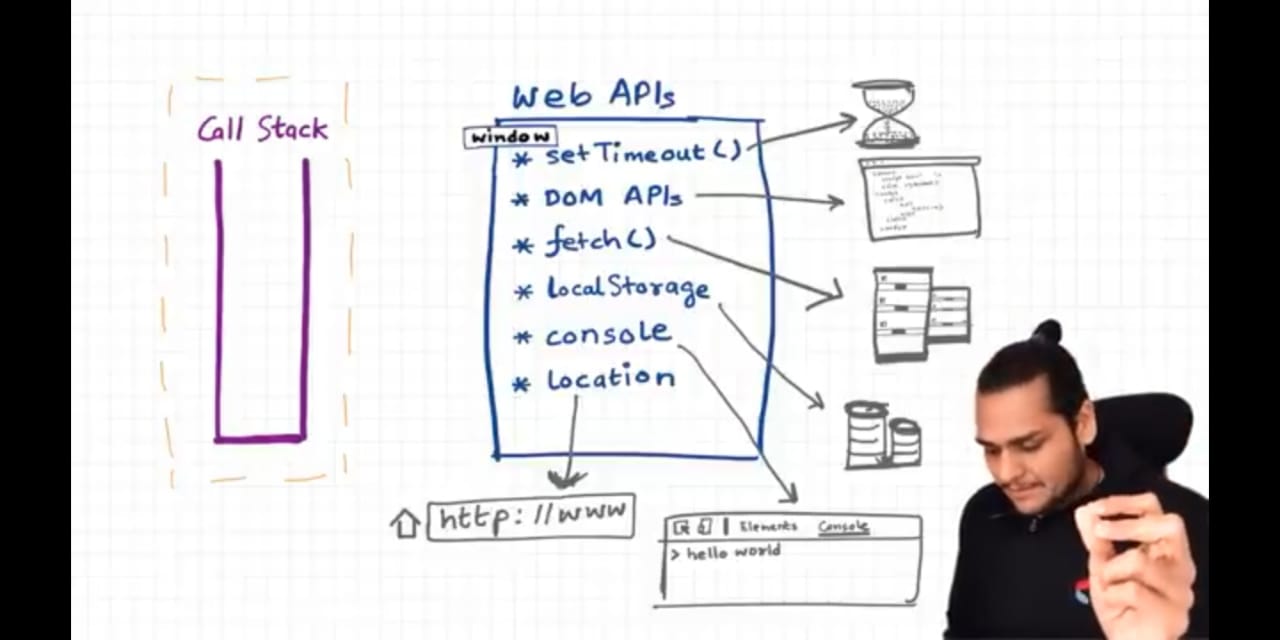 Web APIs
Call Stack
window
* setTimeout()
* DOM APIs
* fetch()
* localStorage
* console
* location
http://www
Elements Console
> hello world